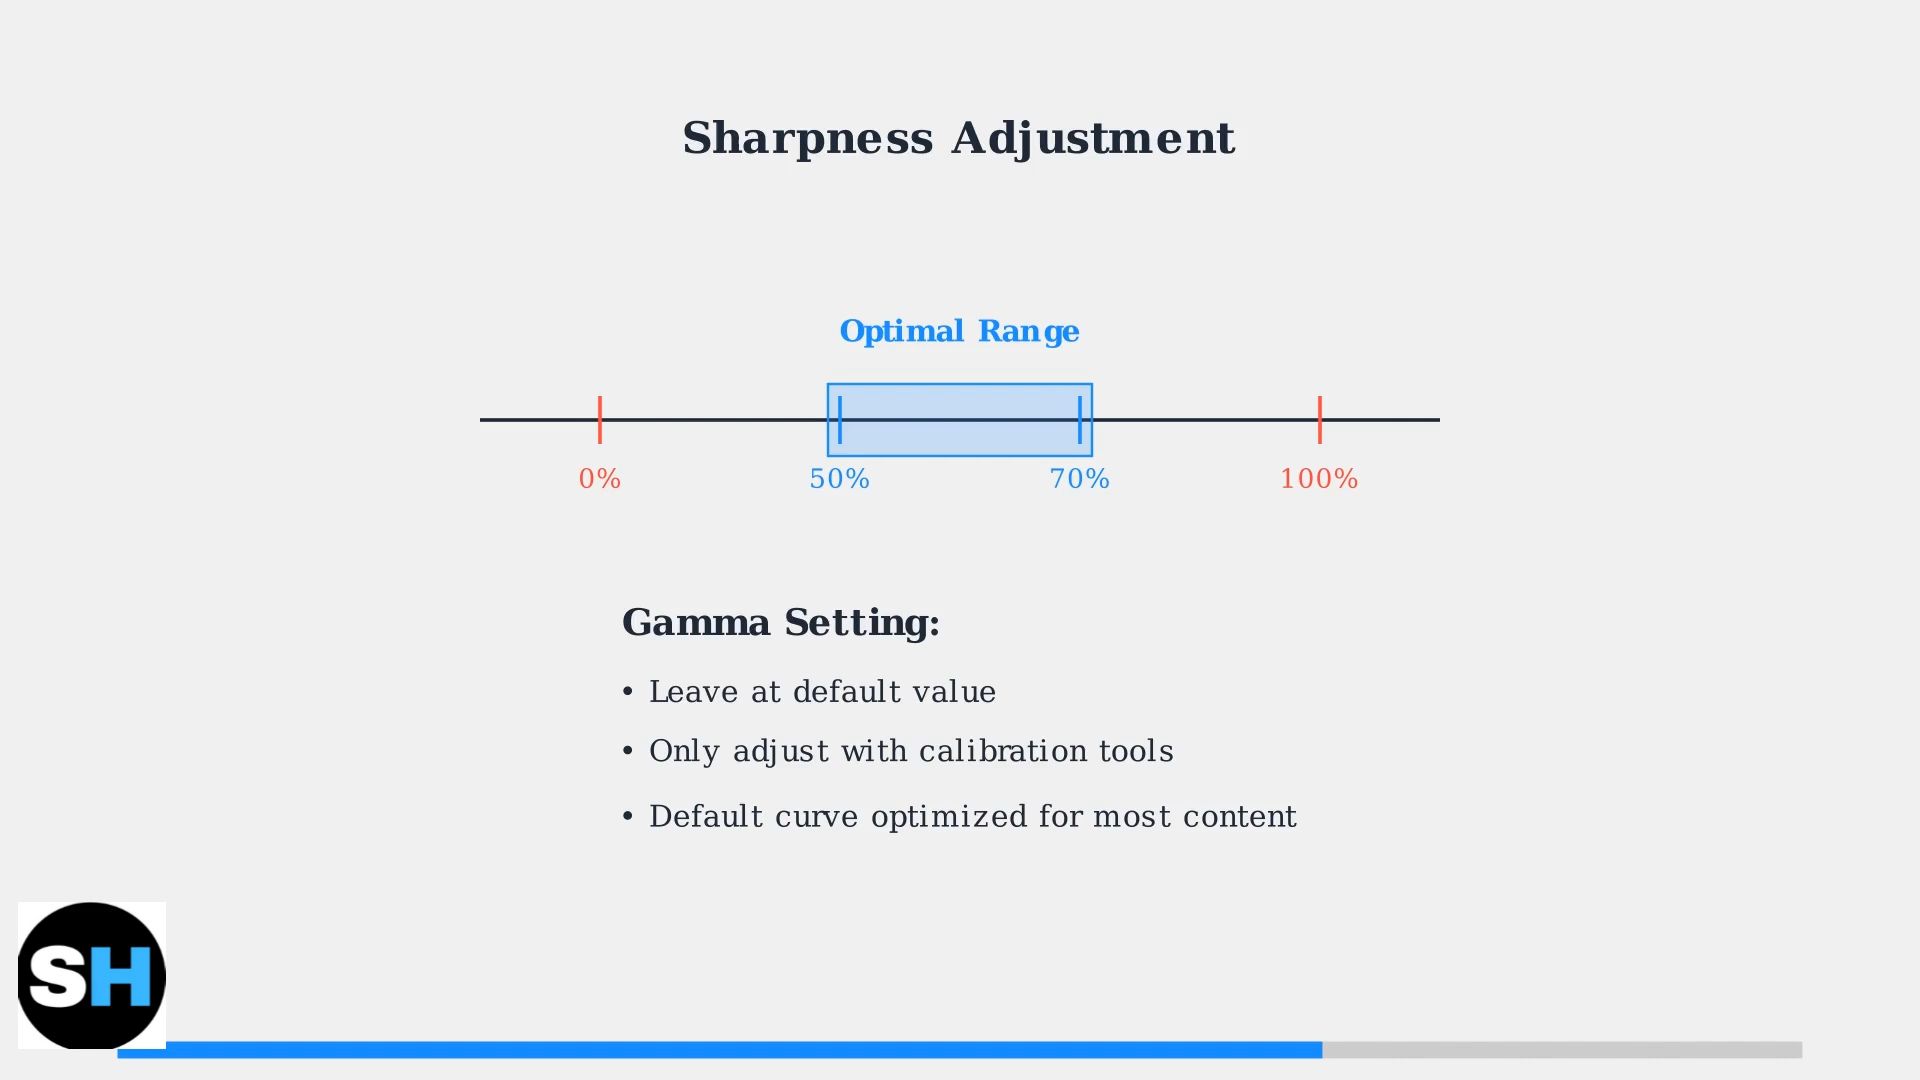 Sharpness Adjustment
Optimal Range
0% 50% 70% 100%
Gamma Setting:
• Leave at default value
• Only adjust with calibration tools
• Default curve optimized for most content
SH